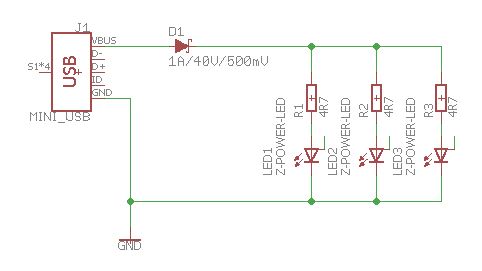 J1
VBUS
D-
D+
ID
GND
S1*4
USB
MINI_USB
D1
1A/40V/500mV
R1
4R7
R2
4R7
R3
4R7
LED1
Z-POWER-LED
LED2
Z-POWER-LED
LED3
Z-POWER-LED
GND